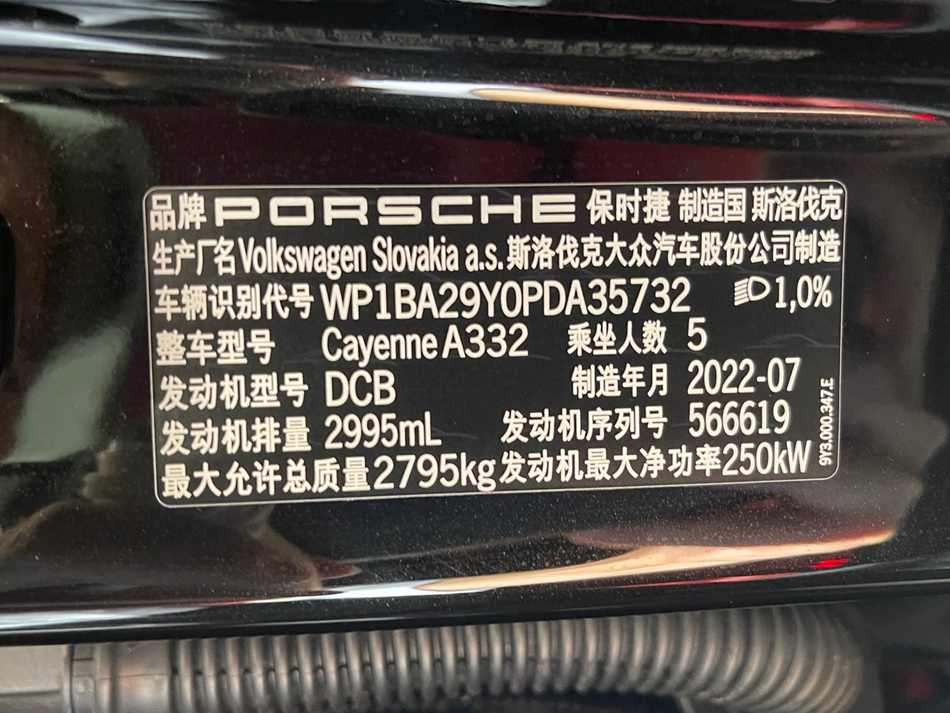 品牌 PORSCHE 保时捷 制造国 斯洛伐克
生产厂名 Volkswagen Slovakia a.s. 斯洛伐克大众汽车股份公司制造
车辆识别代号 WP1BA29Y0PDA35732 1,0%
整车型号 Cayenne A332 乘坐人数 5
发动机型号 DCB 制造年月 2022-07
发动机排量 2995mL 发动机序列号 566619
最大允许总质量 2795kg 发动机最大净功率 250kW
9Y3.000.347.E